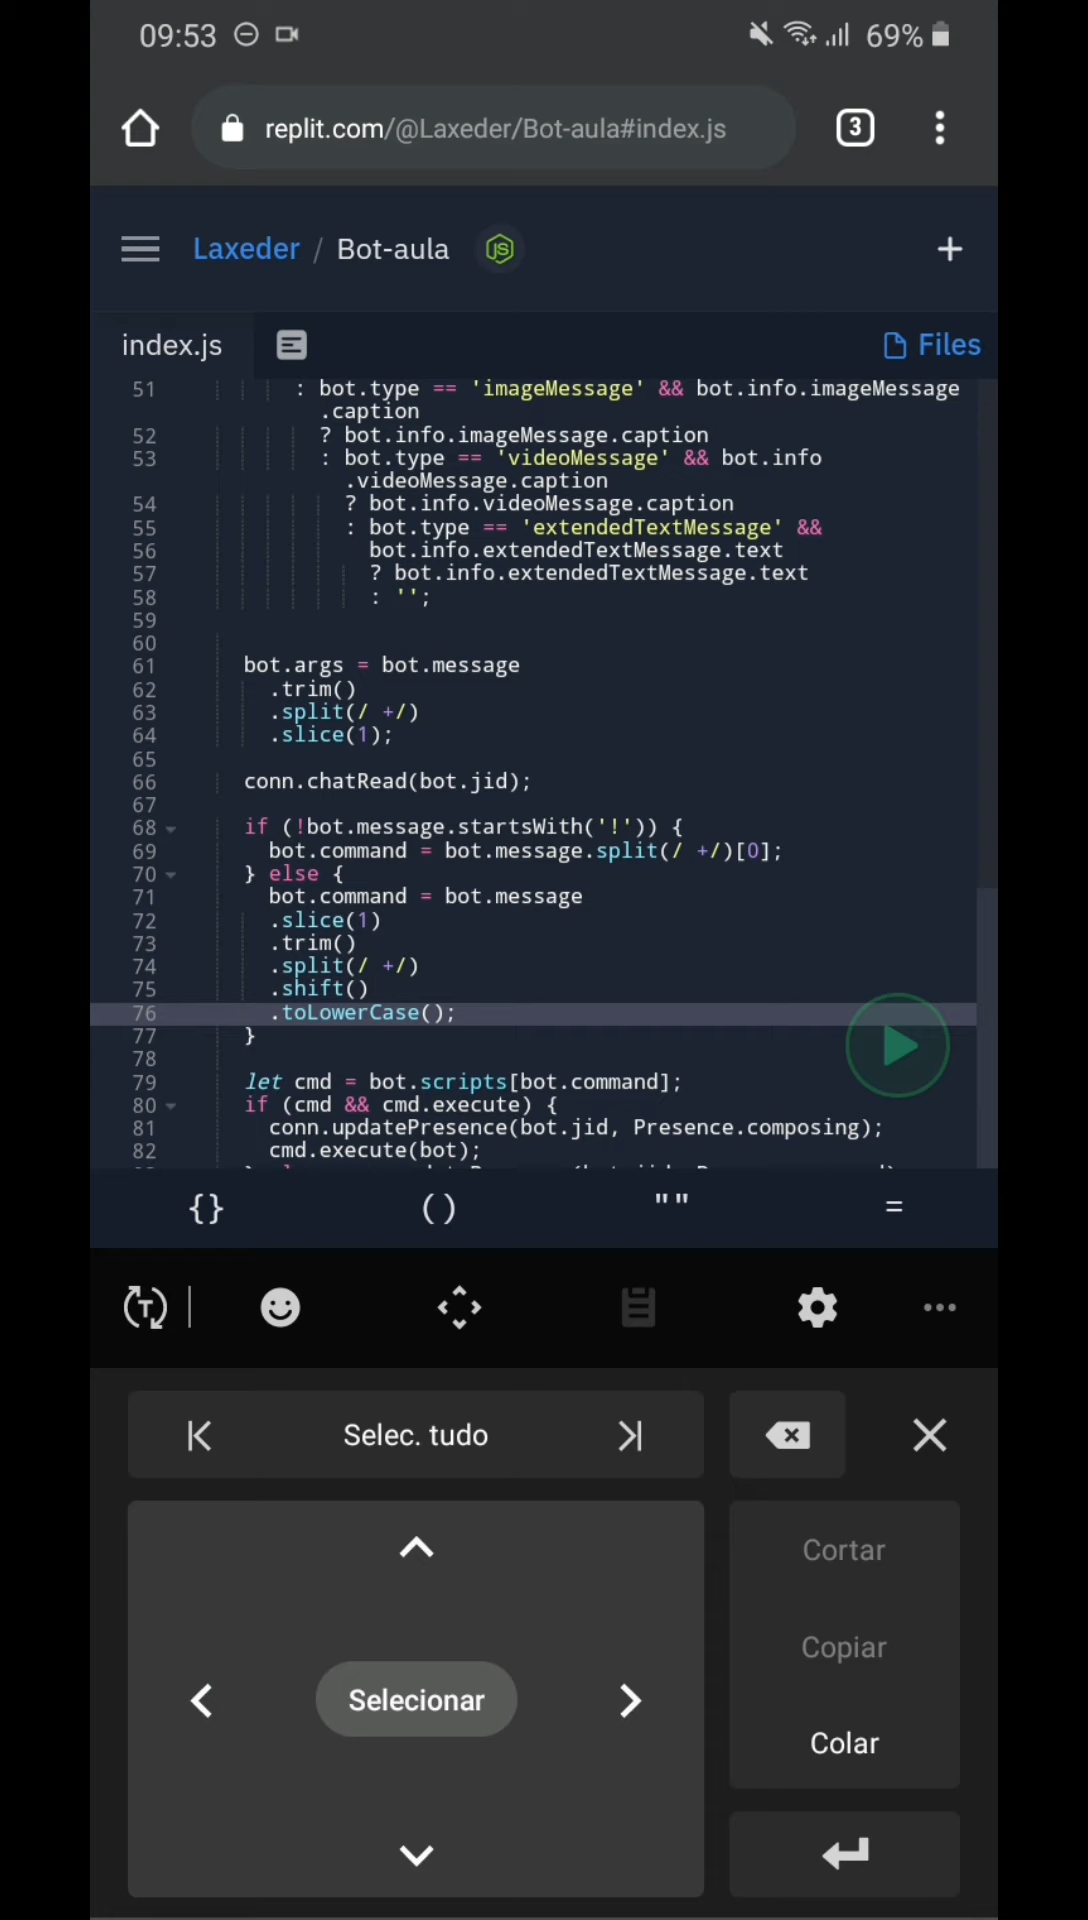 09:53
69%
replit.com/@Laxeder/Bot-aula#index.js
3
Laxeder / Bot-aula
JS
+
index.js
Files
51 : bot.type == 'imageMessage' && bot.info.imageMessage
.caption
52 ? bot.info.imageMessage.caption
53 : bot.type == 'videoMessage' && bot.info
.videoMessage.caption
54 ? bot.info.videoMessage.caption
55 : bot.type == 'extendedTextMessage' &&
56 bot.info.extendedTextMessage.text
57 ? bot.info.extendedTextMessage.text
58 : '';
59
60
61 bot.args = bot.message
62 .trim()
63 .split(/ +/)
64 .slice(1);
65
66 conn.chatRead(bot.jid);
67
68 if (!bot.message.startsWith('!')) {
69 bot.command = bot.message.split(/ +/)[0];
70 } else {
71 bot.command = bot.message
72 .slice(1)
73 .trim()
74 .split(/ +/)
75 .shift()
76 .toLowerCase();
77 }
78
79 let cmd = bot.scripts[bot.command];
80 if (cmd && cmd.execute) {
81 conn.updatePresence(bot.jid, Presence.composing);
82 cmd.execute(bot);
{} () "" =
T
Selec. tudo
Cortar
Copiar
Selecionar
Colar